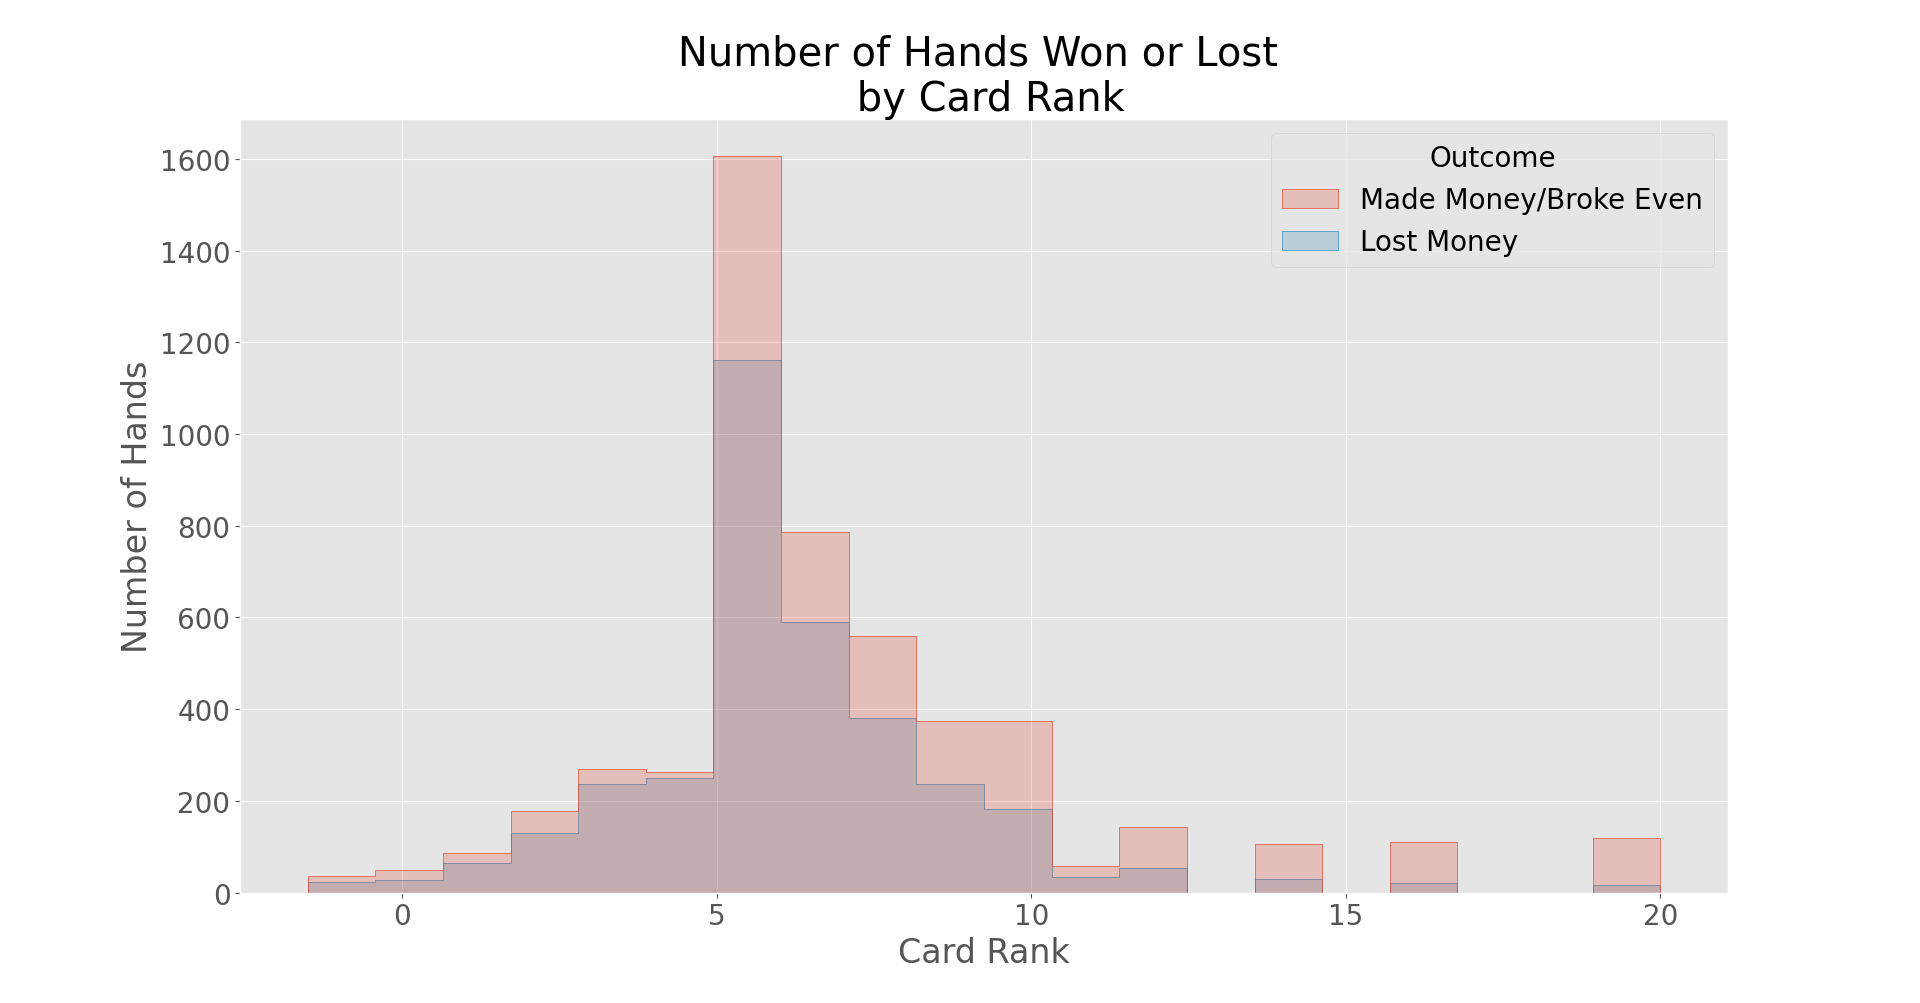 Number of Hands Won or Lost
by Card Rank
Outcome
Made Money/Broke Even
Lost Money
Number of Hands
1600
1400
1200
1000
800
600
400
200
0
0 5 10 15 20
Card Rank